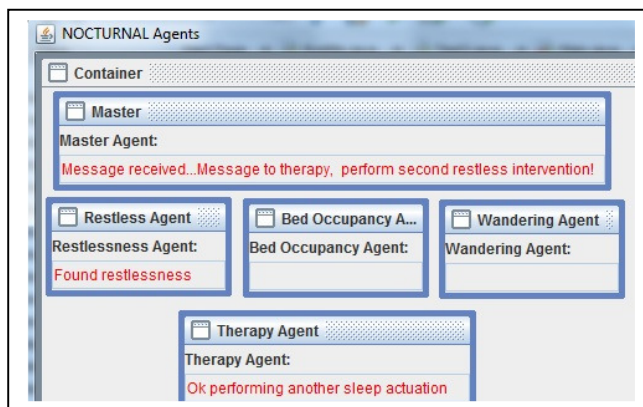 NOCTURNAL Agents
Container
Master
Master Agent:
Message received...Message to therapy, perform second restless intervention!
Restless Agent
Restlessness Agent:
Found restlessness
Bed Occupancy A...
Bed Occupancy Agent:
Wandering Agent
Wandering Agent:
Therapy Agent
Therapy Agent:
Ok performing another sleep actuation